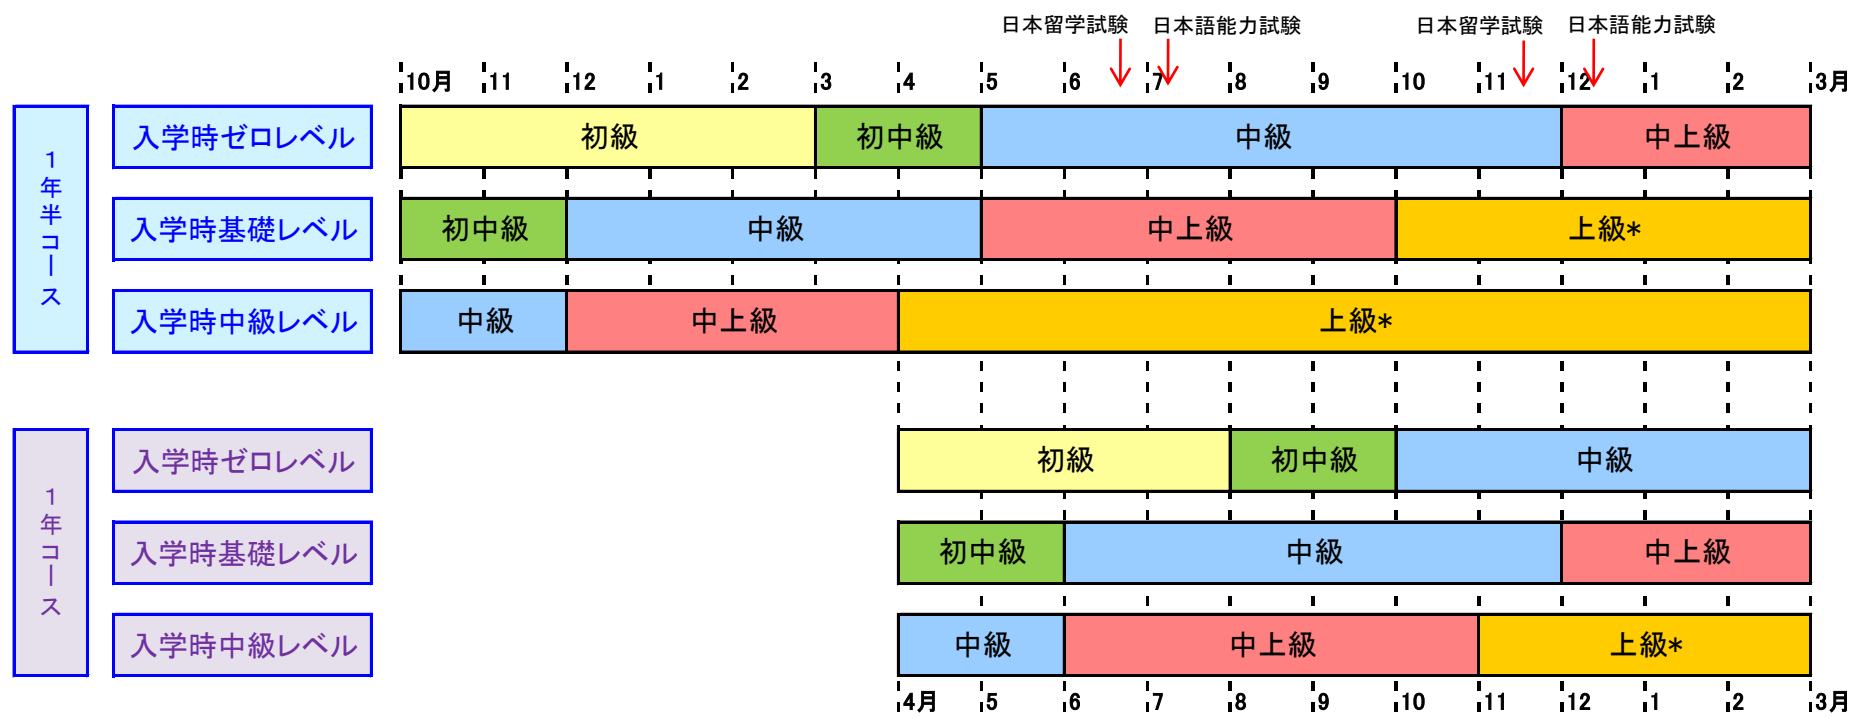 日本留学試験 日本語能力試験 日本留学試験 日本語能力試験
10月 11 12 1 2 3 4 5 6 7 8 9 10 11 12 1 2 3月
1年半コース
入学時ゼロレベル 初級 初中級 中級 中上級
入学時基礎レベル 初中級 中級 中上級 上級*
入学時中級レベル 中級 中上級 上級*
1年コース
入学時ゼロレベル 初級 初中級 中級
入学時基礎レベル 初中級 中級 中上級
入学時中級レベル 中級 中上級 上級*
4月 5 6 7 8 9 10 11 12 1 2 3月